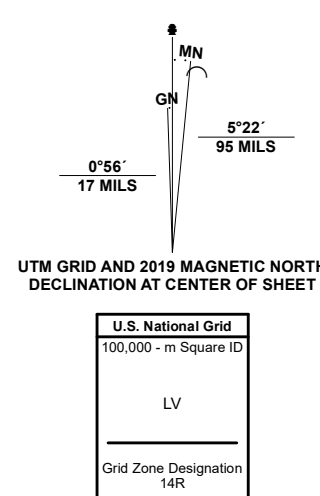 MN
GN
5°22´
95 MILS
0°56´
17 MILS
UTM GRID AND 2019 MAGNETIC NORTH
DECLINATION AT CENTER OF SHEET
U.S. National Grid
100,000 - m Square ID
LV
Grid Zone Designation
14R